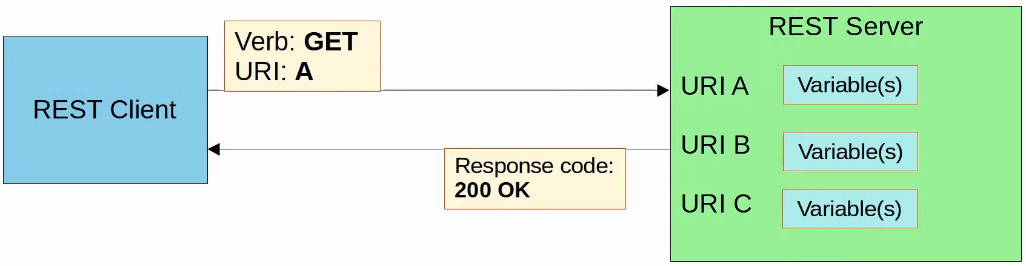 REST Client
Verb: GET
URI: A
Response code:
200 OK
REST Server
URI A
Variable(s)
URI B
Variable(s)
URI C
Variable(s)